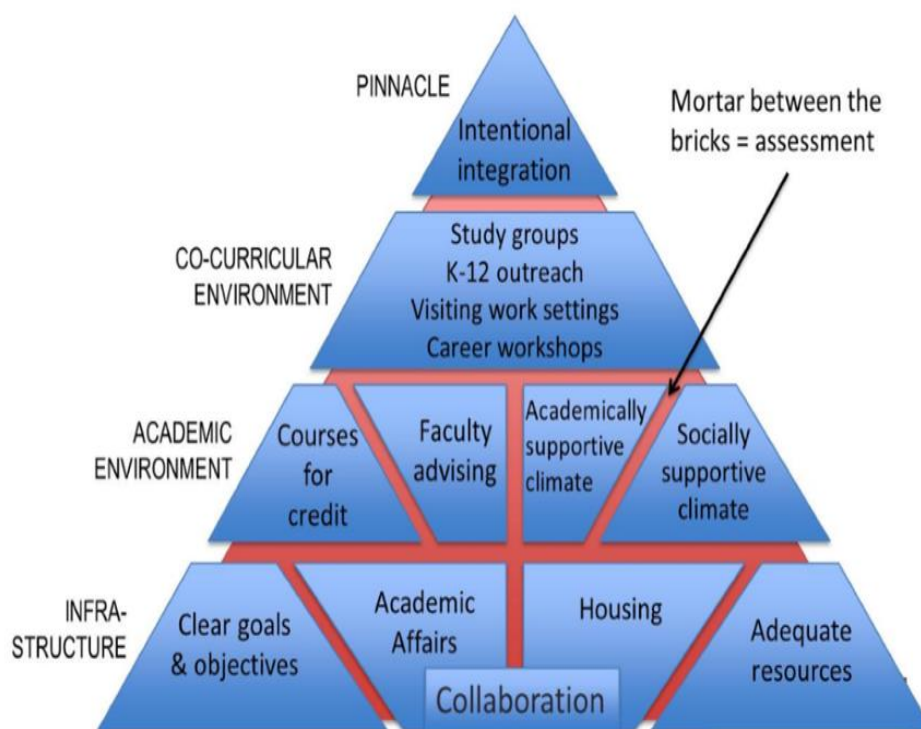 PINNACLE
Intentional
integration
Mortar between the
bricks = assessment
CO-CURRICULAR
ENVIRONMENT
Study groups
K-12 outreach
Visiting work settings
Career workshops
ACADEMIC
ENVIRONMENT
Courses
for
credit
Faculty
advising
Academically
supportive
climate
Socially
supportive
climate
INFRA-
STRUCTURE
Clear goals
& objectives
Academic
Affairs
Housing
Adequate
resources
Collaboration